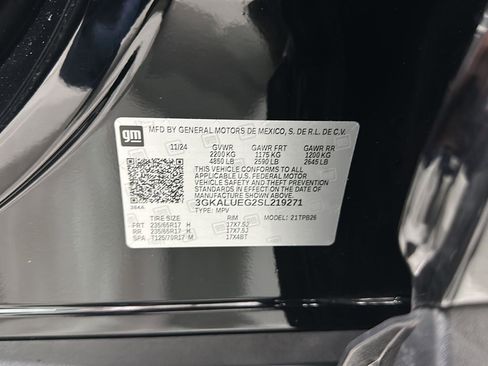 gm
MFD BY GENERAL MOTORS DE MEXICO, S. DE R.L. DE C.V.
11/24 GVWR GAWR FRT GAWR RR
2200 KG 1175 KG 1200 KG
4850 LB 2590 LB 2645 LB
THIS VEHICLE CONFORMS TO ALL APPLICABLE
U.S. FEDERAL MOTOR VEHICLE SAFETY, BUMPER,
AND THEFT PREVENTION STANDARDS IN EFFECT
ON THE DATE OF MANUFACTURE SHOWN ABOVE.
3GKALUEG2SL219271
TYPE: MPV
TIRE SIZE RIM MODEL: 21TPB26
FRT 235/65R17 H 17X7.5J
RR 235/65R17 H 17X7.5J
SPA T125/70R17 M 17X4BT